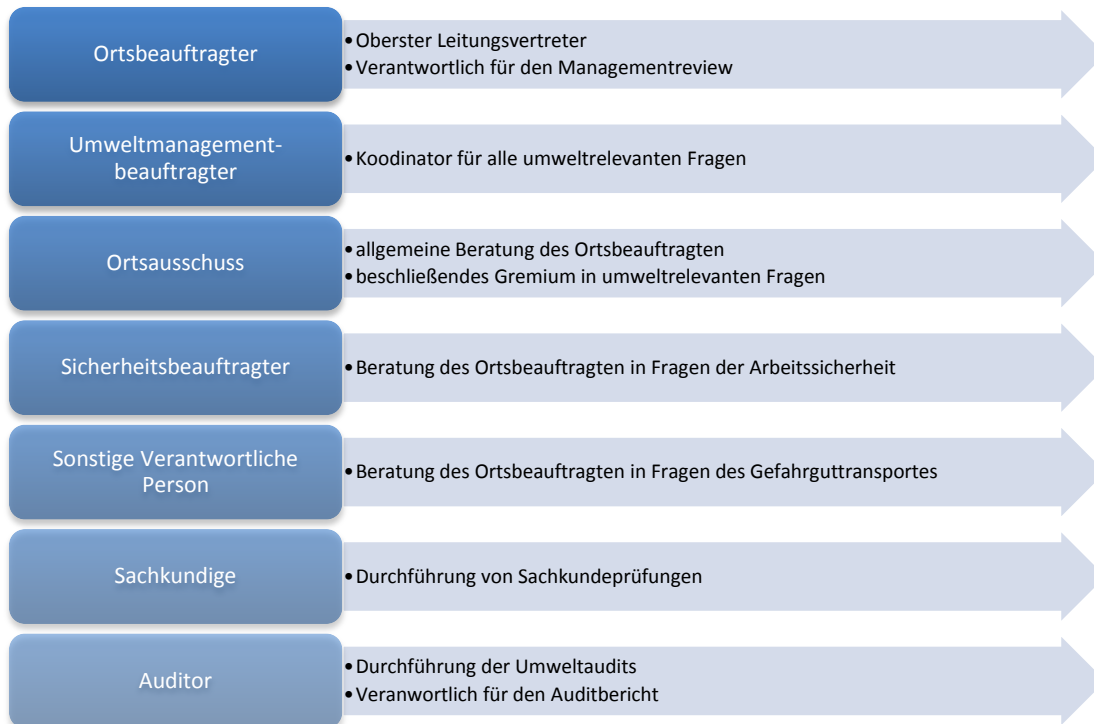 Ortsbeauftragter
• Oberster Leitungsvertreter
• Verantwortlich für den Managementreview
Umweltmanagement-
beauftragter
• Koodinator für alle umweltrelevanten Fragen
Ortsausschuss
• allgemeine Beratung des Ortsbeauftragten
• beschließendes Gremium in umweltrelevanten Fragen
Sicherheitsbeauftragter
• Beratung des Ortsbeauftragten in Fragen der Arbeitssicherheit
Sonstige Verantwortliche
Person
• Beratung des Ortsbeauftragten in Fragen des Gefahrguttransportes
Sachkundige
• Durchführung von Sachkundeprüfungen
Auditor
• Durchführung der Umweltaudits
• Veranwortlich für den Auditbericht